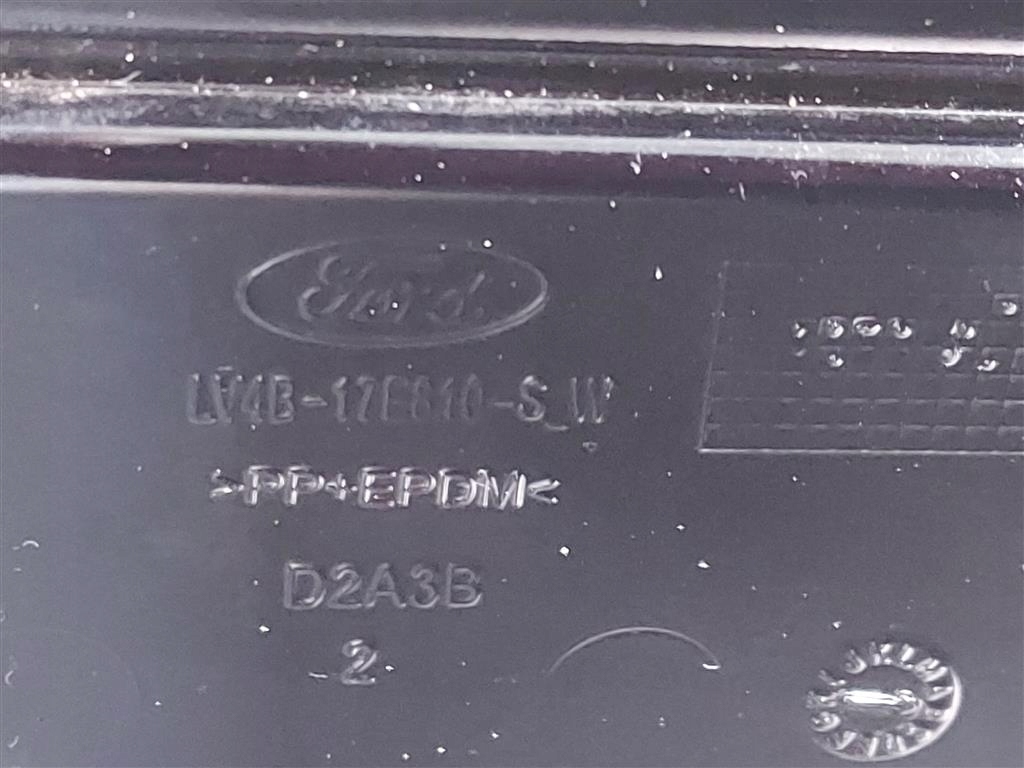 Ford
LV4B-17E810-S_W
>PP+EPDM<
D2A3B
2